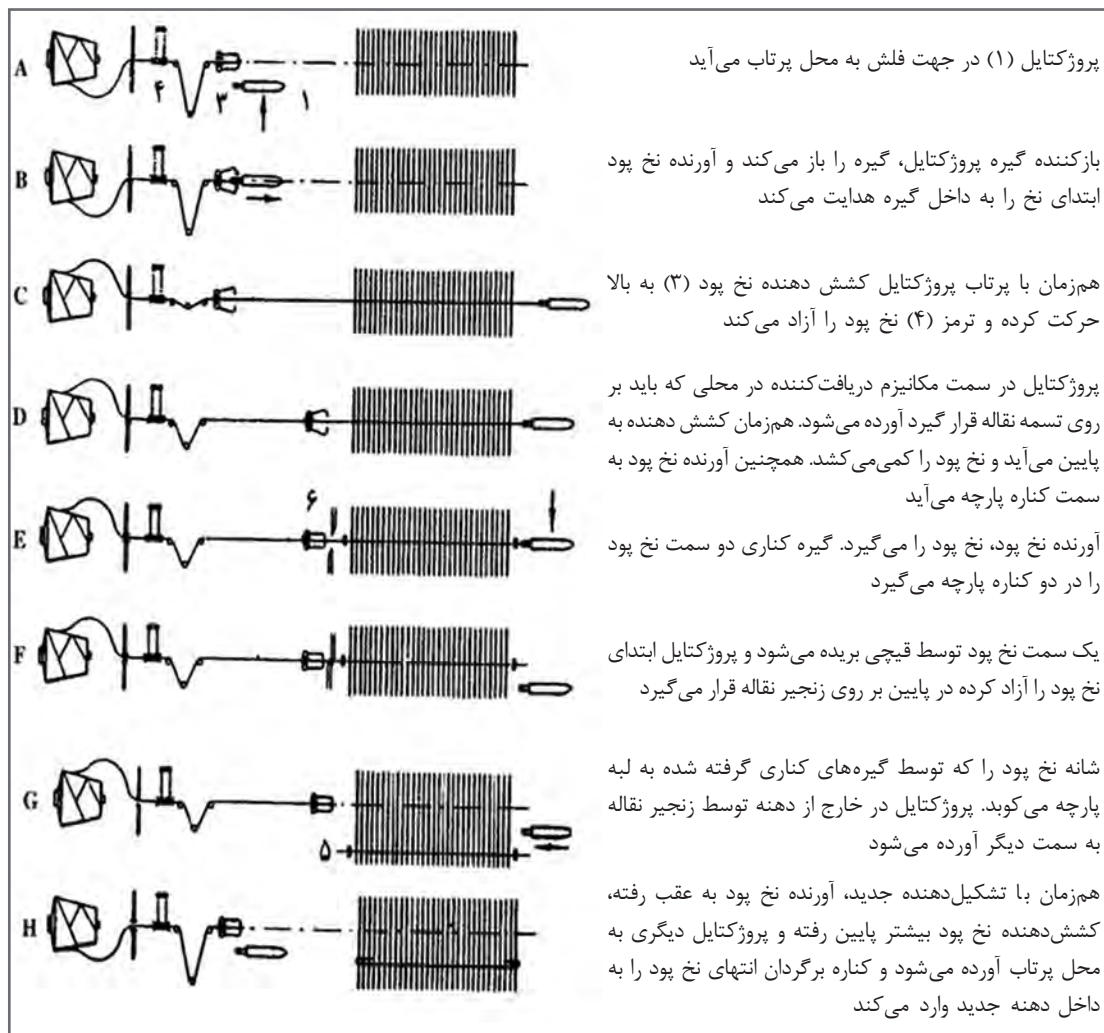 A
۴
۳
۱
پروژکتایل (۱) در جهت فلش به محل پرتاب می‌آید
B
بازکننده گیره پروژکتایل، گیره را باز می‌کند و آورنده نخ پود
ابتدای نخ را به داخل گیره هدایت می‌کند
C
هم‌زمان با پرتاب پروژکتایل کشش دهنده نخ پود (۳) به بالا
حرکت کرده و ترمز (۴) نخ پود را آزاد می‌کند
D
پروژکتایل در سمت مکانیزم دریافت‌کننده در محلی که باید بر
روی تسمه نقاله قرار گیرد آورده می‌شود. هم‌زمان کشش دهنده به
پایین می‌آید و نخ پود را کمی‌می‌کشد. همچنین آورنده نخ پود به
سمت کناره پارچه می‌آید
E
۶
آورنده نخ پود، نخ پود را می‌گیرد. گیره کناری دو سمت نخ پود
را در دو کناره پارچه می‌گیرد
F
یک سمت نخ پود توسط قیچی بریده می‌شود و پروژکتایل ابتدای
نخ پود را آزاد کرده در پایین بر روی زنجیر نقاله قرار می‌گیرد
G
۵
شانه نخ پود را که توسط گیره‌های کناری گرفته شده به لبه
پارچه می‌کوبد. پروژکتایل در خارج از دهنه توسط زنجیر نقاله
به سمت دیگر آورده می‌شود
H
هم‌زمان با تشکیل‌دهنده جدید، آورنده نخ پود به عقب رفته،
کشش‌دهنده نخ پود بیشتر پایین رفته و پروژکتایل دیگری به
محل پرتاب آورده می‌شود و کناره برگردان انتهای نخ پود را به
داخل دهنه جدید وارد می‌کند